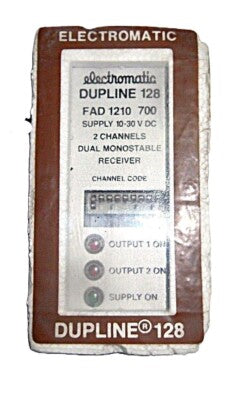 ELECTROMATIC
electromatic
DUPLINE 128
FAD 1210 700
SUPPLY 10-30 V DC
2 CHANNELS
DUAL MONOSTABLE
RECEIVER
CHANNEL CODE
OUTPUT 1 ON
OUTPUT 2 ON
SUPPLY ON
DUPLINE® 128